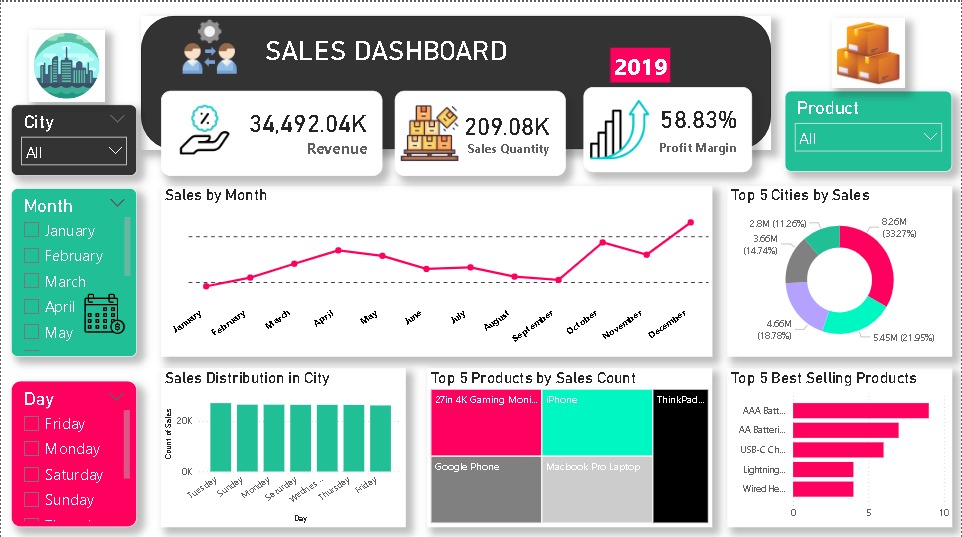 SALES DASHBOARD
2019
City
All
34,492.04K
Revenue
209.08K
Sales Quantity
58.83%
Profit Margin
Product
All
Month
January
February
March
April
May
Sales by Month
January
February
March
April
May
June
July
August
September
October
November
December
Top 5 Cities by Sales
2.8M (11.26%)
8.26M
(33.27%)
3.66M
(14.74%)
4.66M
(18.78%)
5.45M (21.95%)
Day
Friday
Monday
Saturday
Sunday
Sales Distribution in City
Count of Sales
20K
0K
Tuesday
Sunday
Monday
Saturday
Wednes...
Thursday
Friday
Day
Top 5 Products by Sales Count
27in 4K Gaming Moni...
iPhone
ThinkPad...
Google Phone
Macbook Pro Laptop
Top 5 Best Selling Products
AAA Batt...
AA Batteri...
USB-C Ch...
Lightning...
Wired He...
0
5
10